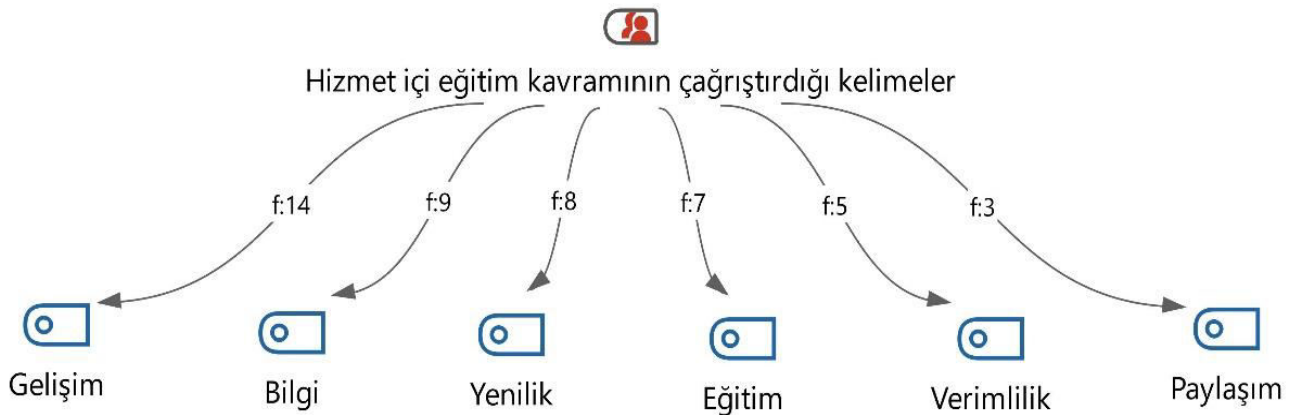 Hizmet içi eğitim kavramının çağrıştırdığı kelimeler
f:14 f:9 f:8 f:7 f:5 f:3
Gelişim Bilgi Yenilik Eğitim Verimlilik Paylaşım